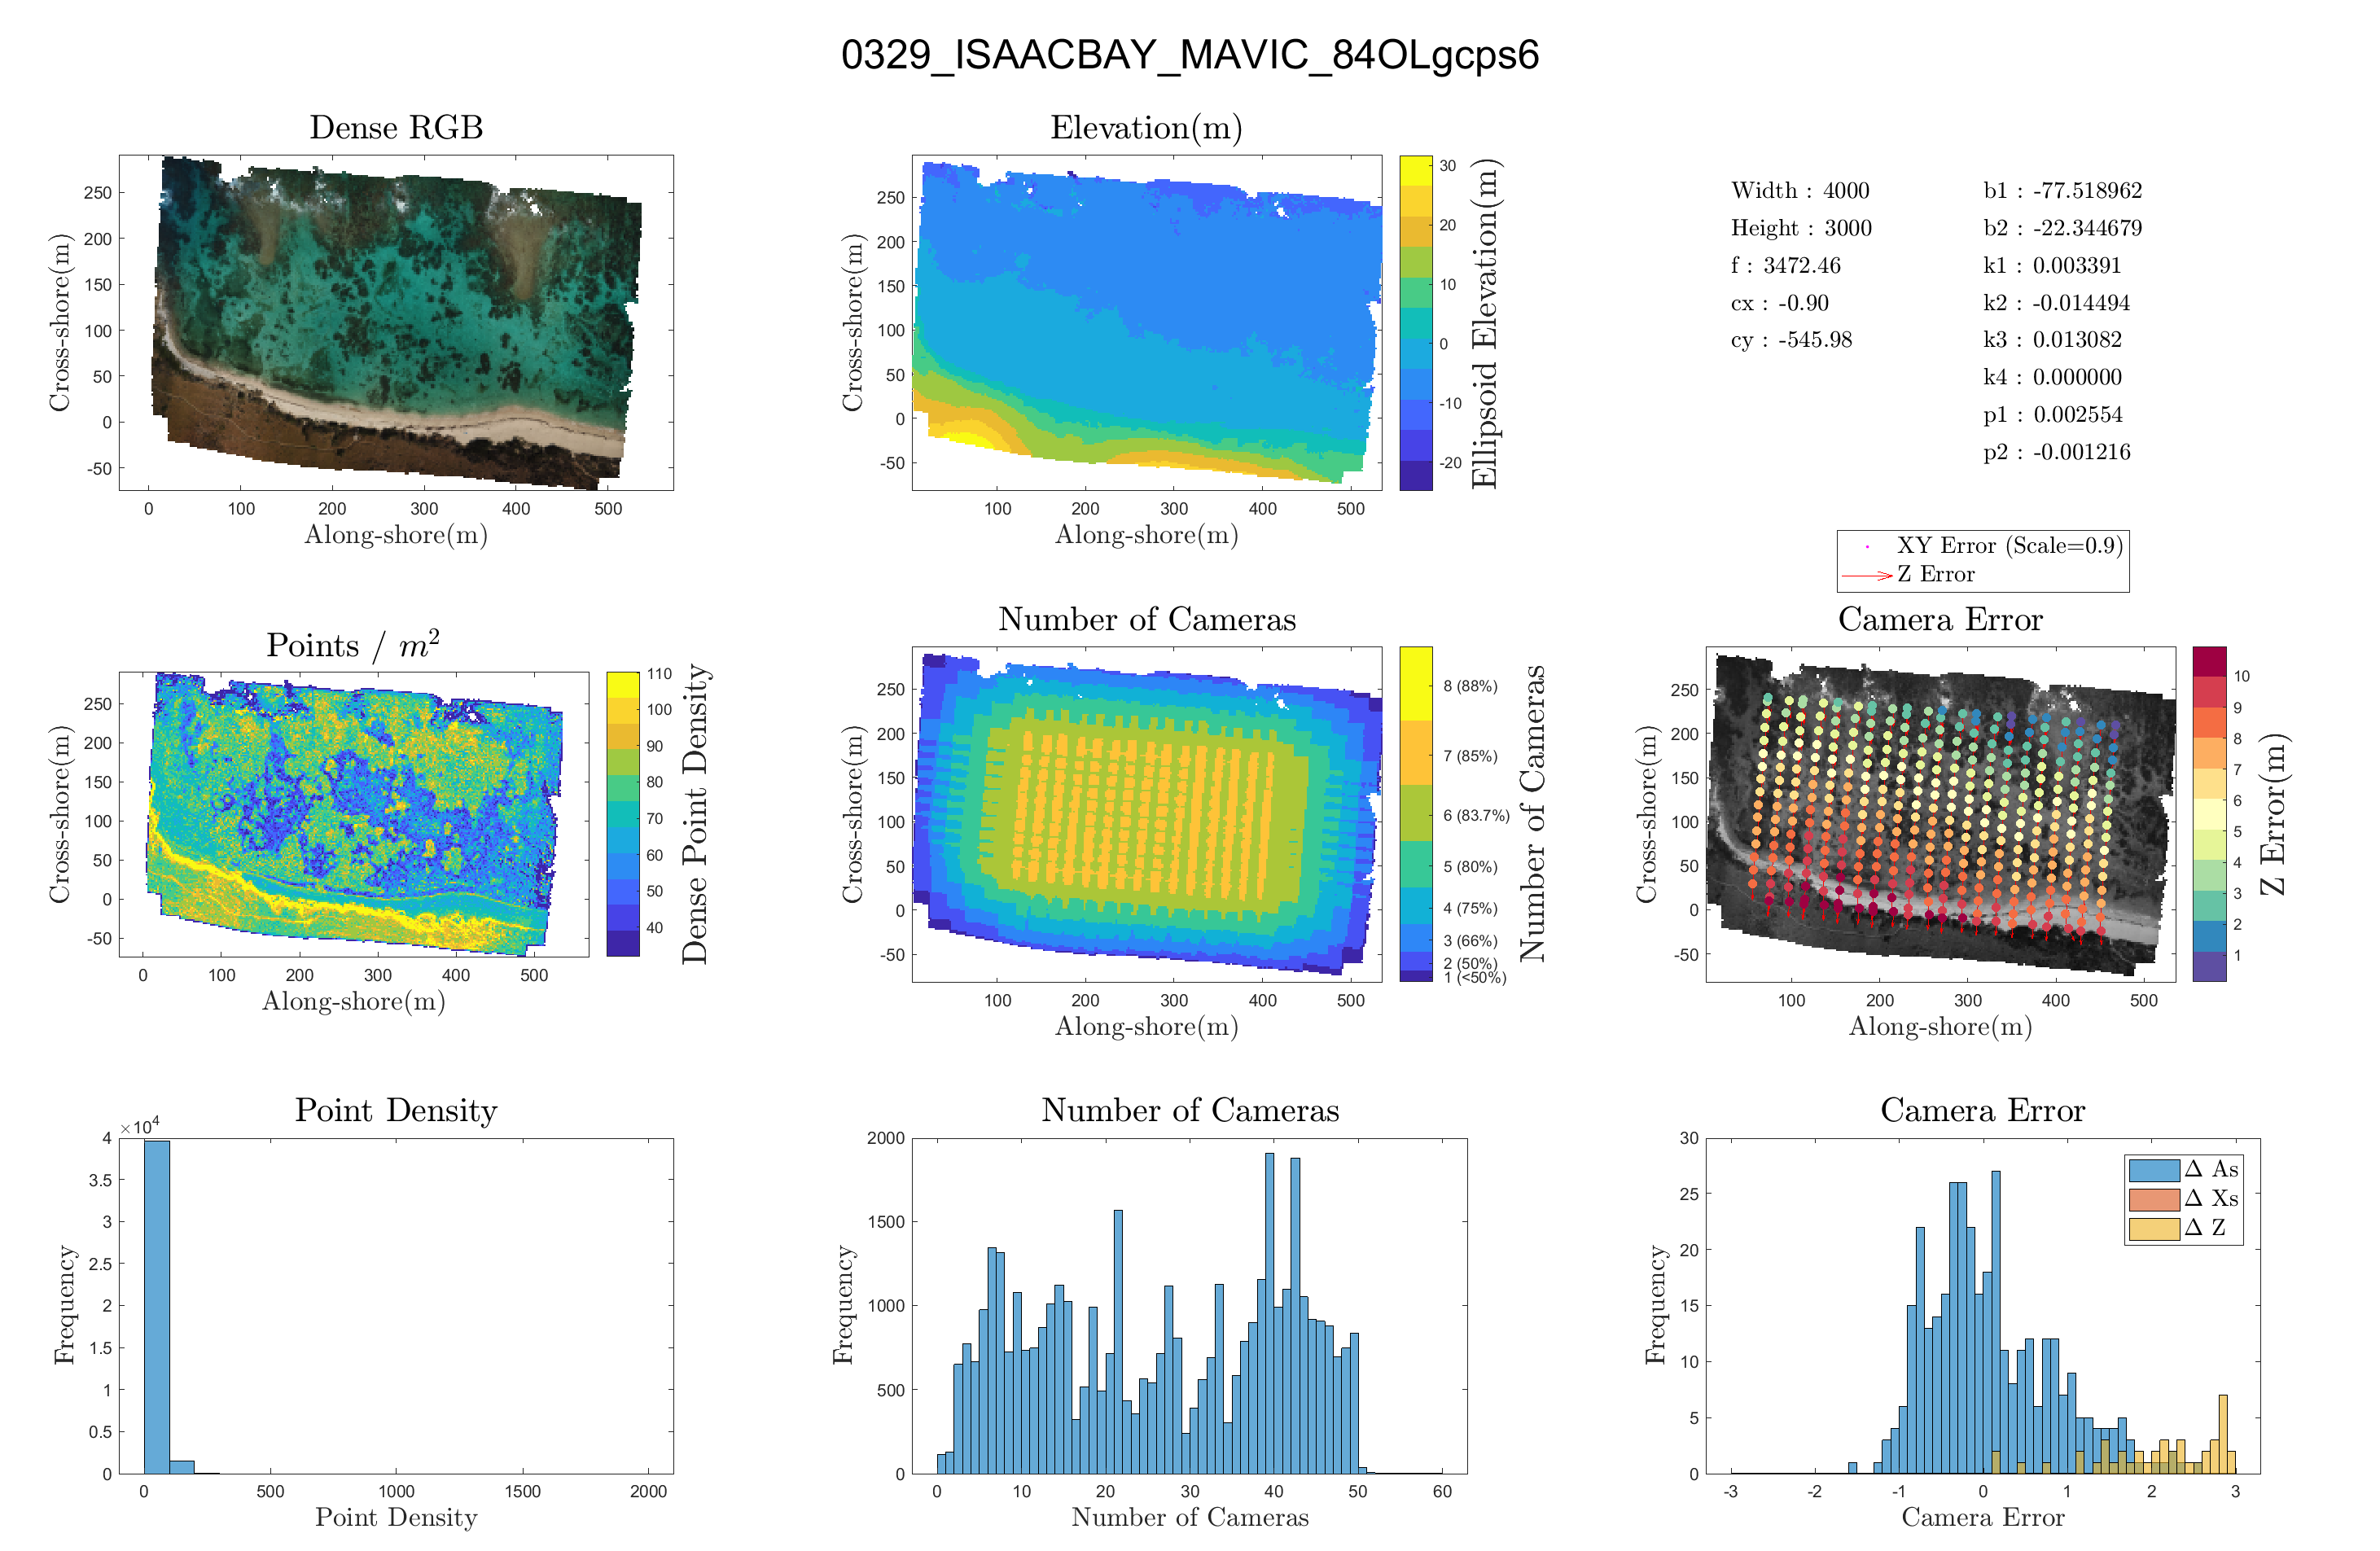 0329_ISAACBAY_MAVIC_84OLgcps6
Dense RGB
Cross-shore(m)
250
200
150
100
50
0
-50
0 100 200 300 400 500
Along-shore(m)
Elevation(m)
Cross-shore(m)
250
200
150
100
50
0
-50
100 200 300 400 500
Along-shore(m)
30
20
10
0
-10
-20
Ellipsoid Elevation(m)
Width : 4000
Height : 3000
f : 3472.46
cx : -0.90
cy : -545.98
b1 : -77.518962
b2 : -22.344679
k1 : 0.003391
k2 : -0.014494
k3 : 0.013082
k4 : 0.000000
p1 : 0.002554
p2 : -0.001216
Points / m²
Cross-shore(m)
250
200
150
100
50
0
-50
0 100 200 300 400 500
Along-shore(m)
110
100
90
80
70
60
50
40
Dense Point Density
Number of Cameras
Cross-shore(m)
250
200
150
100
50
0
-50
100 200 300 400 500
Along-shore(m)
8 (88%)
7 (85%)
6 (83.7%)
5 (80%)
4 (75%)
3 (66%)
2 (50%)
1 (<50%)
Number of Cameras
XY Error (Scale=0.9)
Z Error
Camera Error
Cross-shore(m)
250
200
150
100
50
0
-50
100 200 300 400 500
Along-shore(m)
10
9
8
7
6
5
4
3
2
1
Z Error(m)
Point Density
×10⁴
Frequency
4
3.5
3
2.5
2
1.5
1
0.5
0
0 500 1000 1500 2000
Point Density
Number of Cameras
Frequency
2000
1500
1000
500
0
0 10 20 30 40 50 60
Number of Cameras
Camera Error
Frequency
30
25
20
15
10
5
0
-3 -2 -1 0 1 2 3
Camera Error
Δ As
Δ Xs
Δ Z